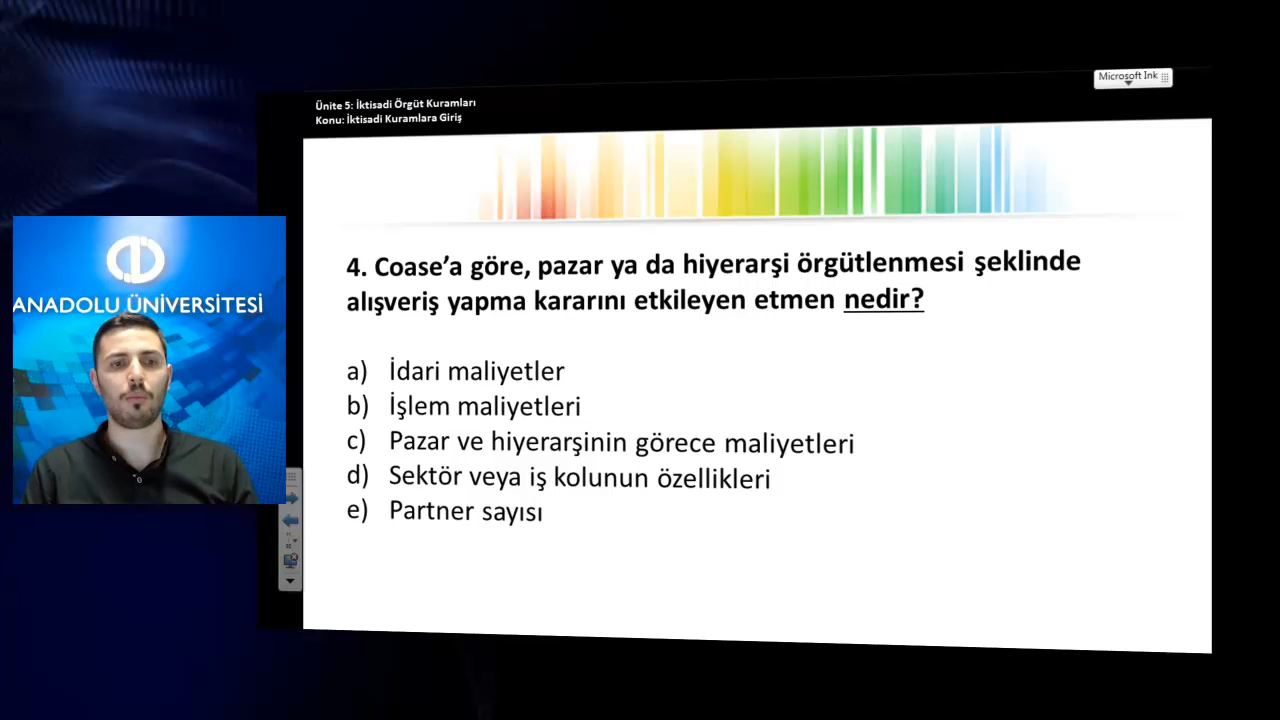 Microsoft Ink
Ünite 5: İktisadi Örgüt Kuramları
Konu: İktisadi Kuramlara Giriş
ANADOLU ÜNİVERSİTESİ
4. Coase’a göre, pazar ya da hiyerarşi örgütlenmesi şeklinde
alışveriş yapma kararını etkileyen etmen nedir?
a) İdari maliyetler
b) İşlem maliyetleri
c) Pazar ve hiyerarşinin görece maliyetleri
d) Sektör veya iş kolunun özellikleri
e) Partner sayısı